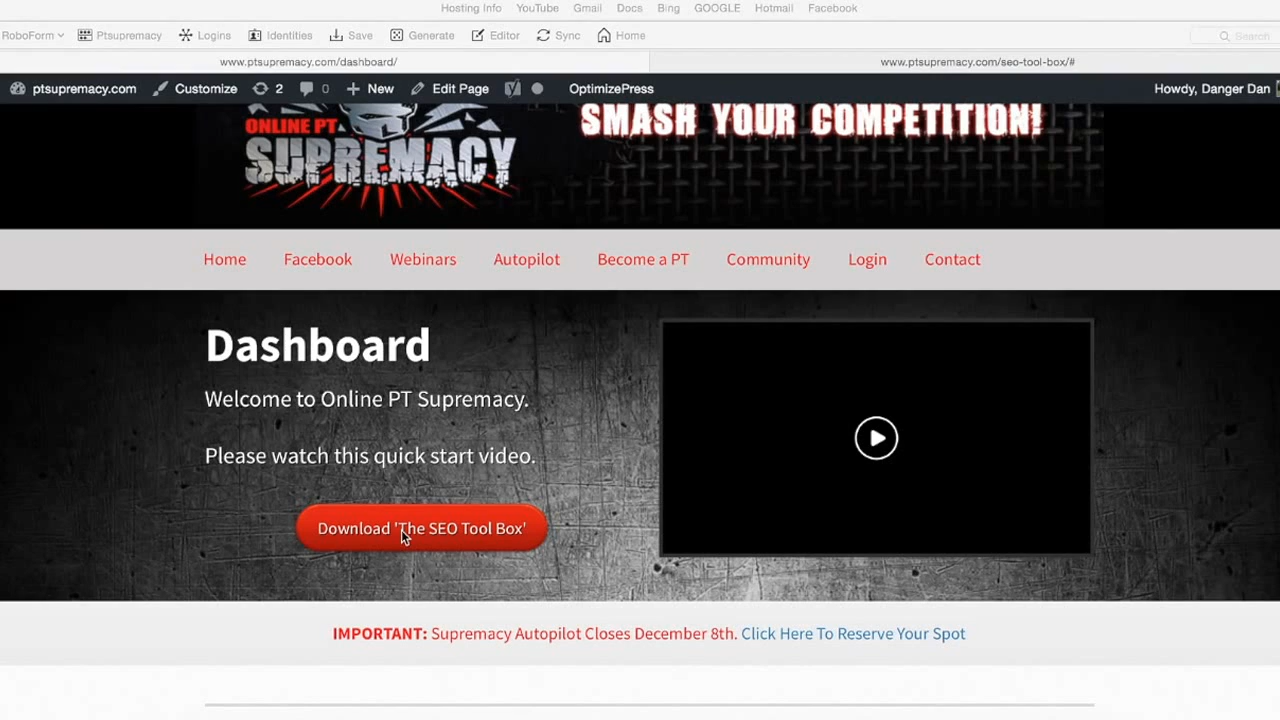 Hosting Info YouTube Gmail Docs Bing GOOGLE Hotmail Facebook
RoboForm Ptsupremacy Logins Identities Save Generate Editor Sync Home Search
www.ptsupremacy.com/dashboard/ www.ptsupremacy.com/seo-tool-box/#
ptsupremacy.com Customize 2 0 New Edit Page OptimizePress Howdy, Danger Dan
ONLINE PT SUPREMACY
SMASH YOUR COMPETITION!
Home Facebook Webinars Autopilot Become a PT Community Login Contact
Dashboard
Welcome to Online PT Supremacy.
Please watch this quick start video.
Download 'The SEO Tool Box'
IMPORTANT: Supremacy Autopilot Closes December 8th. Click Here To Reserve Your Spot